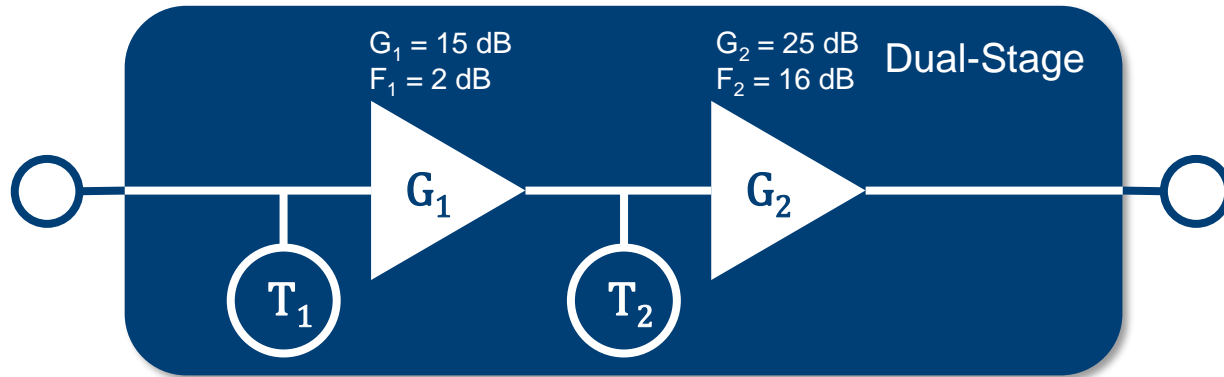 G₁ = 15 dB
F₁ = 2 dB
G₂ = 25 dB
F₂ = 16 dB
Dual-Stage
G₁
G₂
T₁
T₂